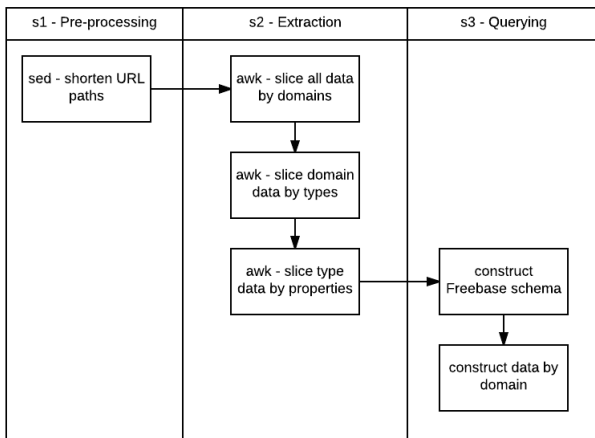 s1 - Pre-processing
s2 - Extraction
s3 - Querying
sed - shorten URL
paths
awk - slice all data
by domains
awk - slice domain
data by types
awk - slice type
data by properties
construct
Freebase schema
construct data by
domain